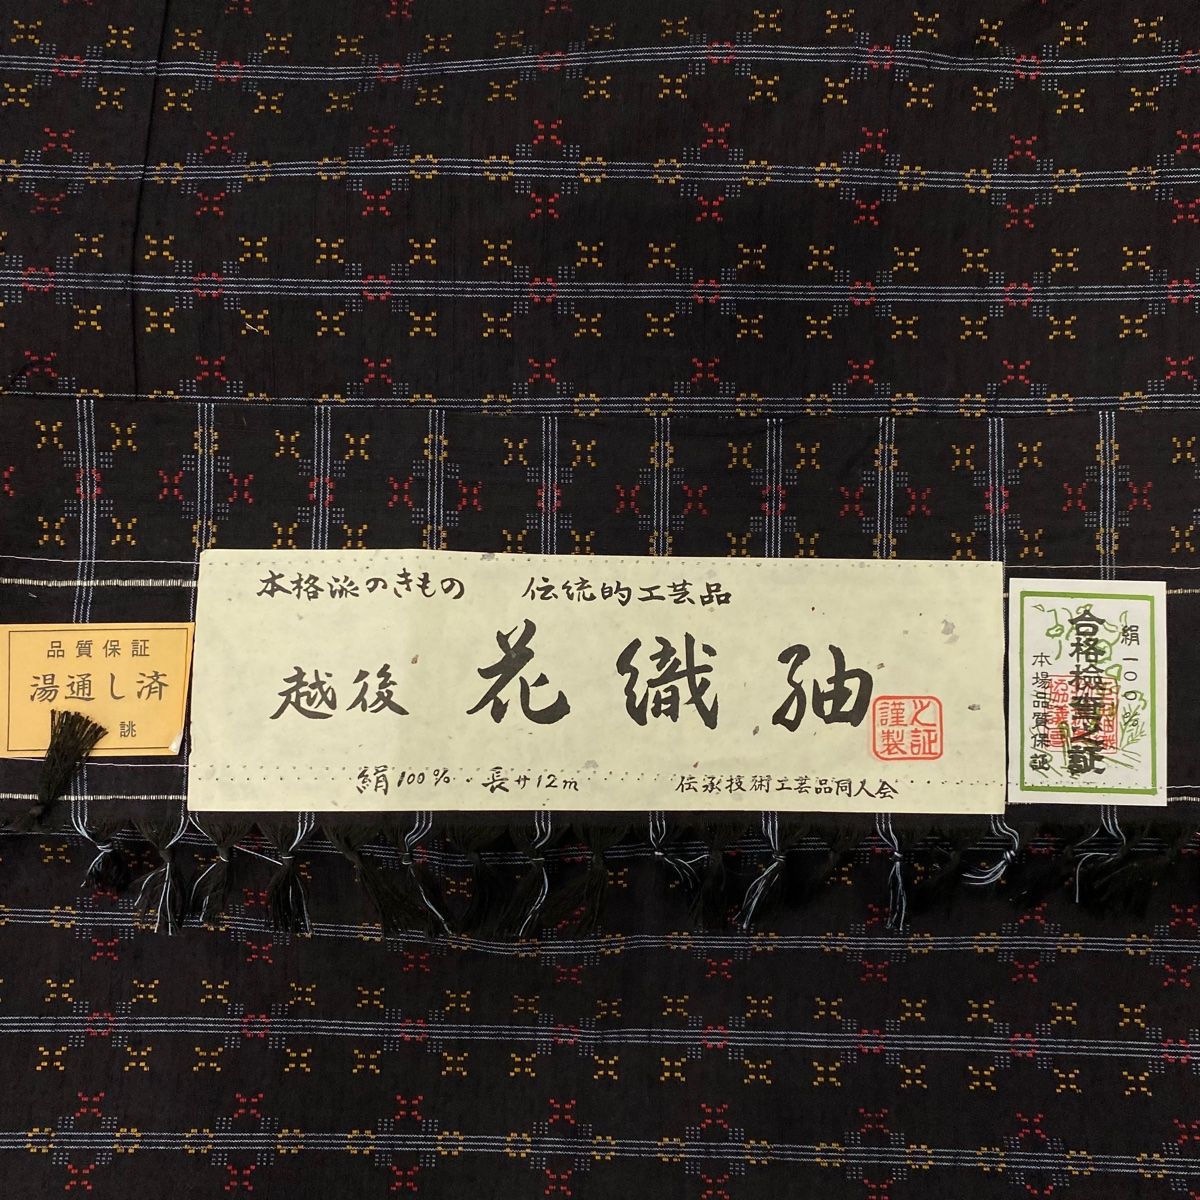 本格派のきもの 伝統的工芸品
越後 花織紬
謹製之証
絹100% 長サ12m 伝承技術工芸品同人会
品質保証
湯通し済
誂
絹一〇〇
合格検査之証
本場品質保証